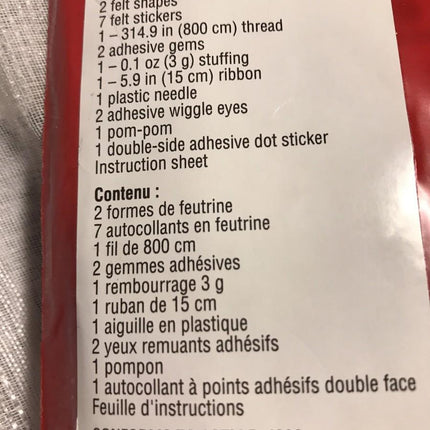 2 felt shapes
7 felt stickers
1 – 314.9 in (800 cm) thread
2 adhesive gems
1 – 0.1 oz (3 g) stuffing
1 – 5.9 in (15 cm) ribbon
1 plastic needle
2 adhesive wiggle eyes
1 pom-pom
1 double-side adhesive dot sticker
Instruction sheet
Contenu :
2 formes de feutrine
7 autocollants en feutrine
1 fil de 800 cm
2 gemmes adhésives
1 rembourrage 3 g
1 ruban de 15 cm
1 aiguille en plastique
2 yeux remuants adhésifs
1 pompon
1 autocollant à points adhésifs double face
Feuille d'instructions